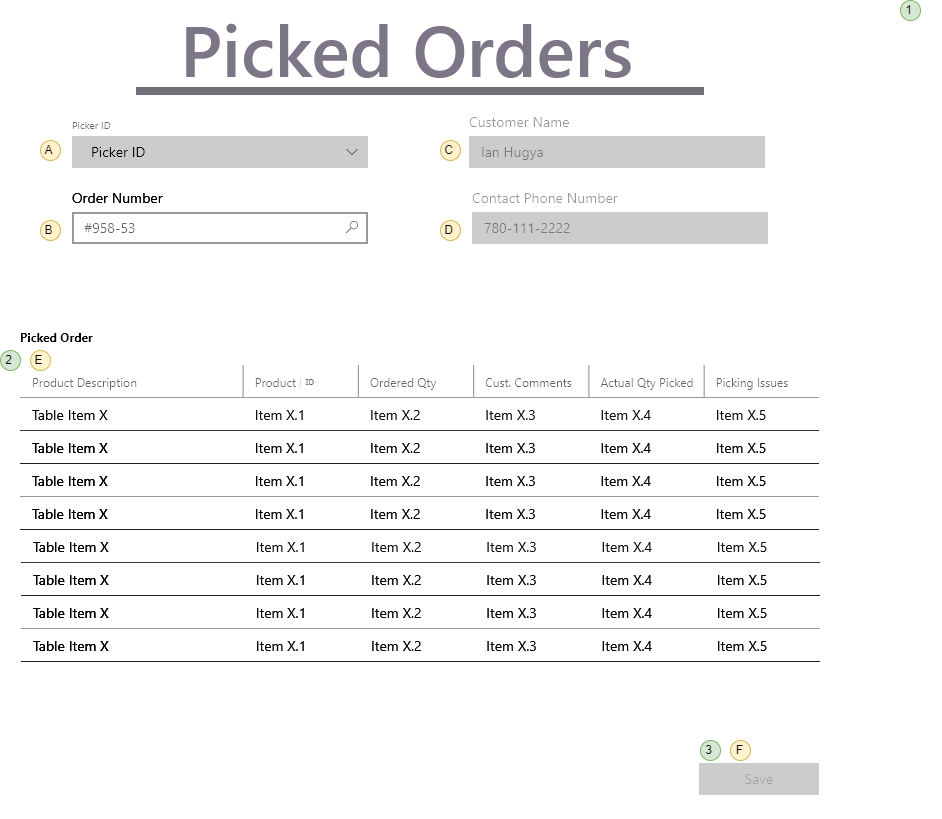 1
Picked Orders
Picker ID
Customer Name
A Picker ID
C Ian Hugya
Order Number
Contact Phone Number
B #958-53
D 780-111-2222
Picked Order
2 E
Product Description Product ID Ordered Qty Cust. Comments Actual Qty Picked Picking Issues
Table Item X Item X.1 Item X.2 Item X.3 Item X.4 Item X.5
Table Item X Item X.1 Item X.2 Item X.3 Item X.4 Item X.5
Table Item X Item X.1 Item X.2 Item X.3 Item X.4 Item X.5
Table Item X Item X.1 Item X.2 Item X.3 Item X.4 Item X.5
Table Item X Item X.1 Item X.2 Item X.3 Item X.4 Item X.5
Table Item X Item X.1 Item X.2 Item X.3 Item X.4 Item X.5
Table Item X Item X.1 Item X.2 Item X.3 Item X.4 Item X.5
Table Item X Item X.1 Item X.2 Item X.3 Item X.4 Item X.5
3 F
Save